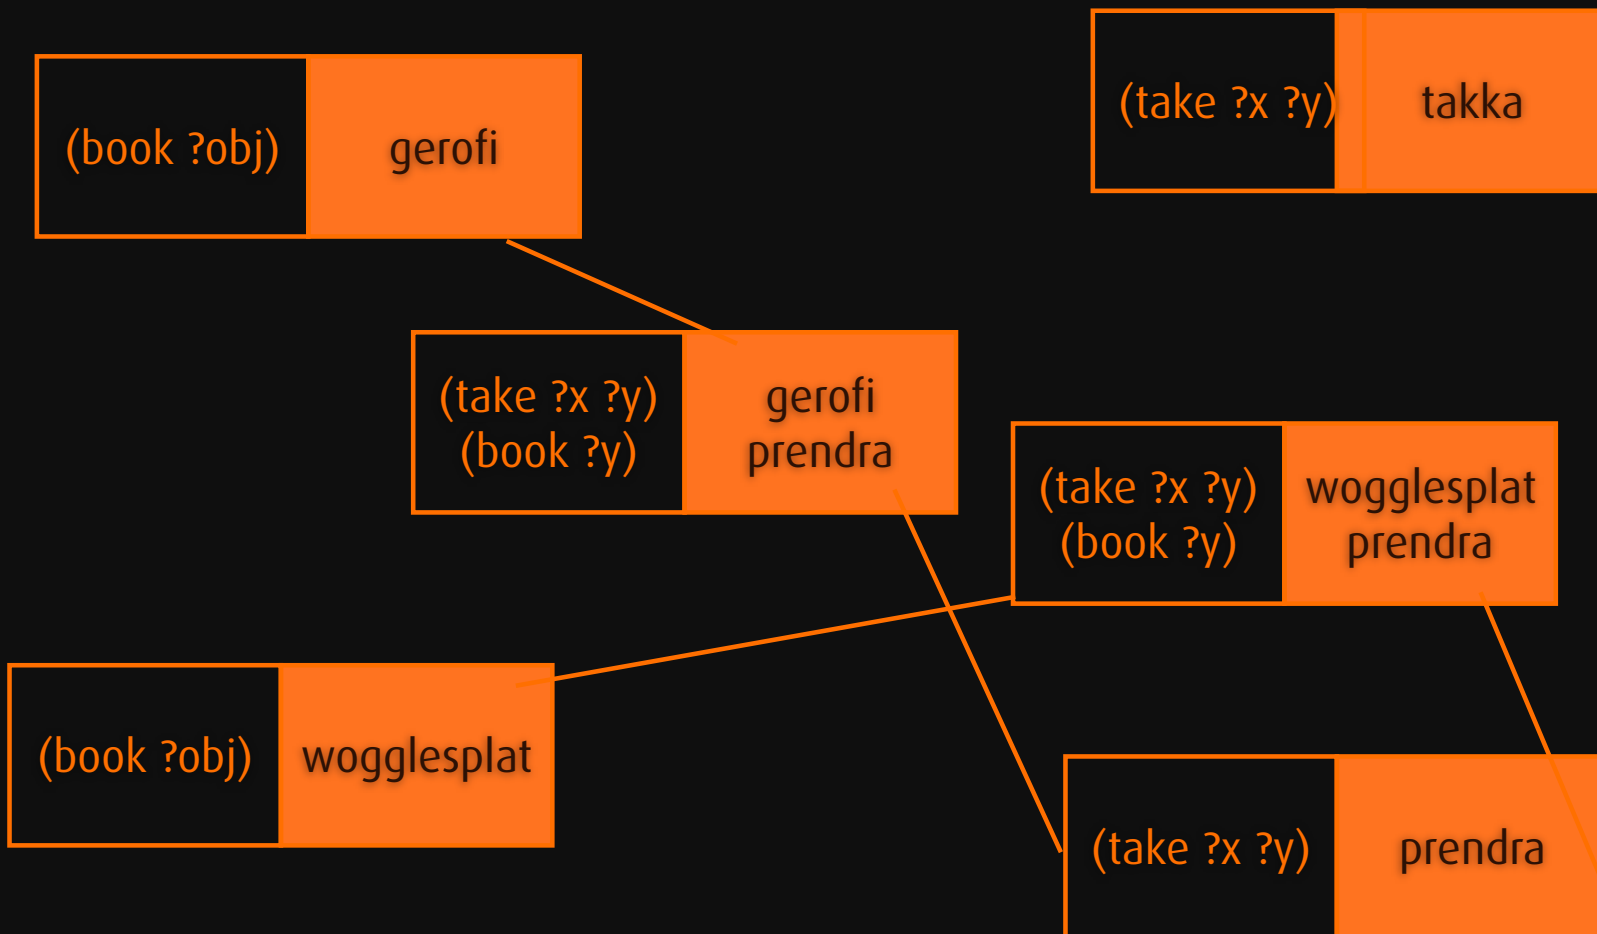 (take ?x ?y) takka
(book ?obj) gerofi
(take ?x ?y) gerofi
(book ?y) prendra
(take ?x ?y) wogglesplat
(book ?y) prendra
(book ?obj) wogglesplat
(take ?x ?y) prendra